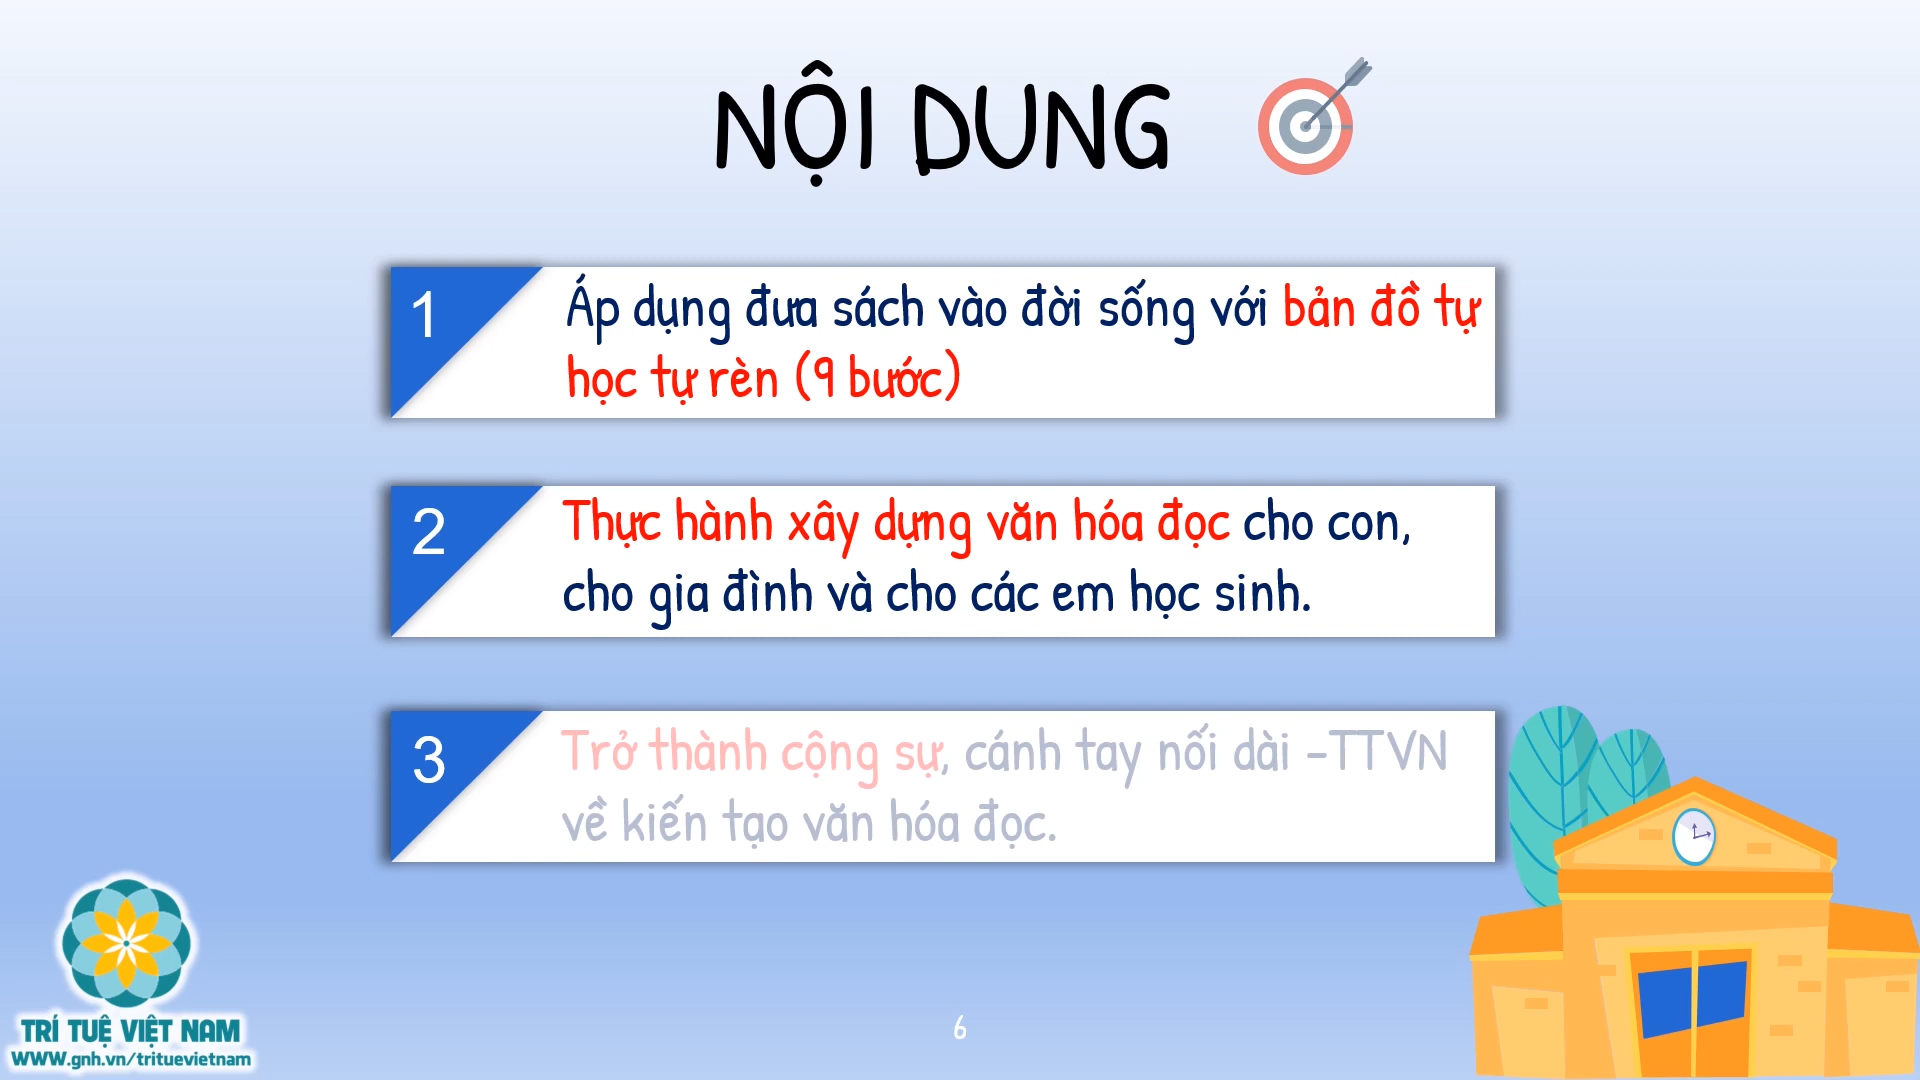 NỘI DUNG
1
Áp dụng đưa sách vào đời sống với bản đồ tự
học tự rèn (9 bước)
2
Thực hành xây dựng văn hóa đọc cho con,
cho gia đình và cho các em học sinh.
3
Trở thành cộng sự, cánh tay nối dài –TTVN
về kiến tạo văn hóa đọc.
TRÍ TUỆ VIỆT NAM
WWW.gnh.vn/trituevietnam
6